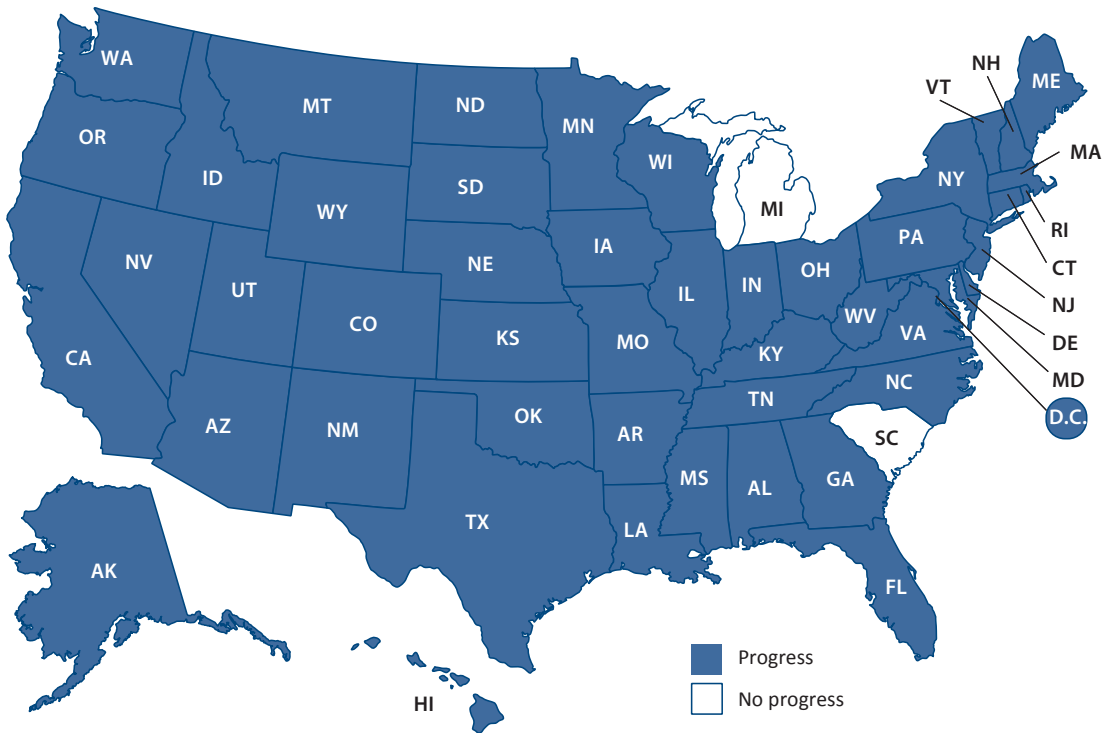 WA
MT
ND
MN
OR
ID
SD
WI
WY
MI
NY
VT
NH
ME
MA
RI
CT
NJ
DE
MD
D.C.
PA
NV
UT
NE
IA
IL
IN
OH
CA
CO
KS
MO
KY
WV
VA
AZ
NM
OK
AR
TN
NC
SC
TX
LA
MS
AL
GA
FL
AK
HI
Progress
No progress